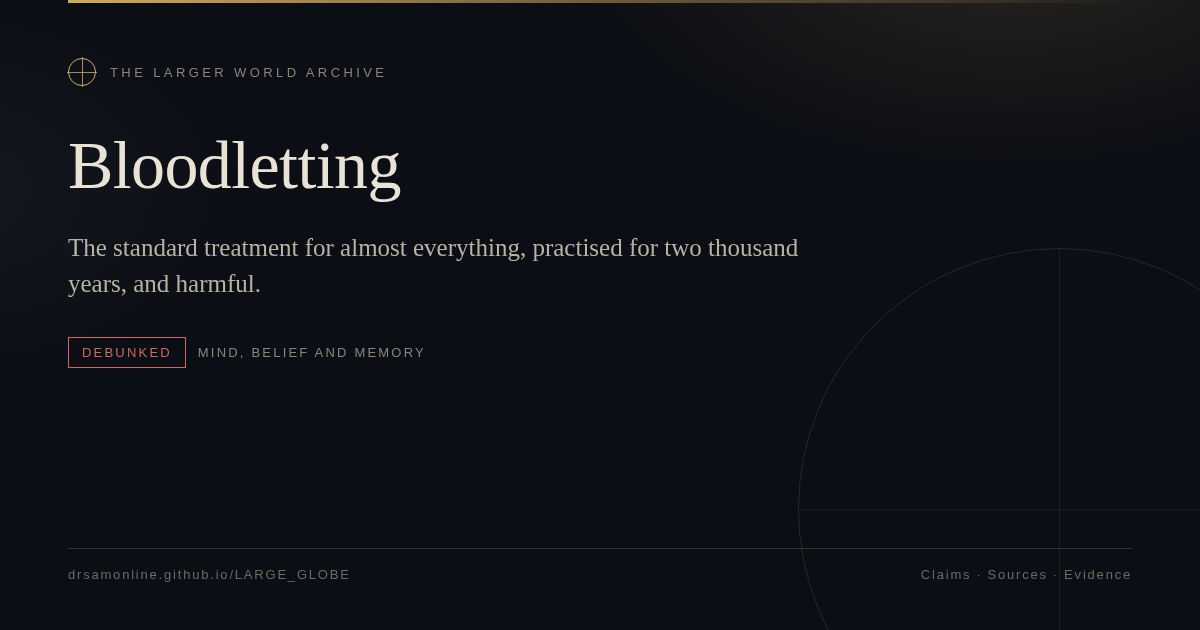 THE LARGER WORLD ARCHIVE
Bloodletting
The standard treatment for almost everything, practised for two thousand
years, and harmful.
DEBUNKED MIND, BELIEF AND MEMORY
drsamonline.github.io/LARGE_GLOBE Claims · Sources · Evidence